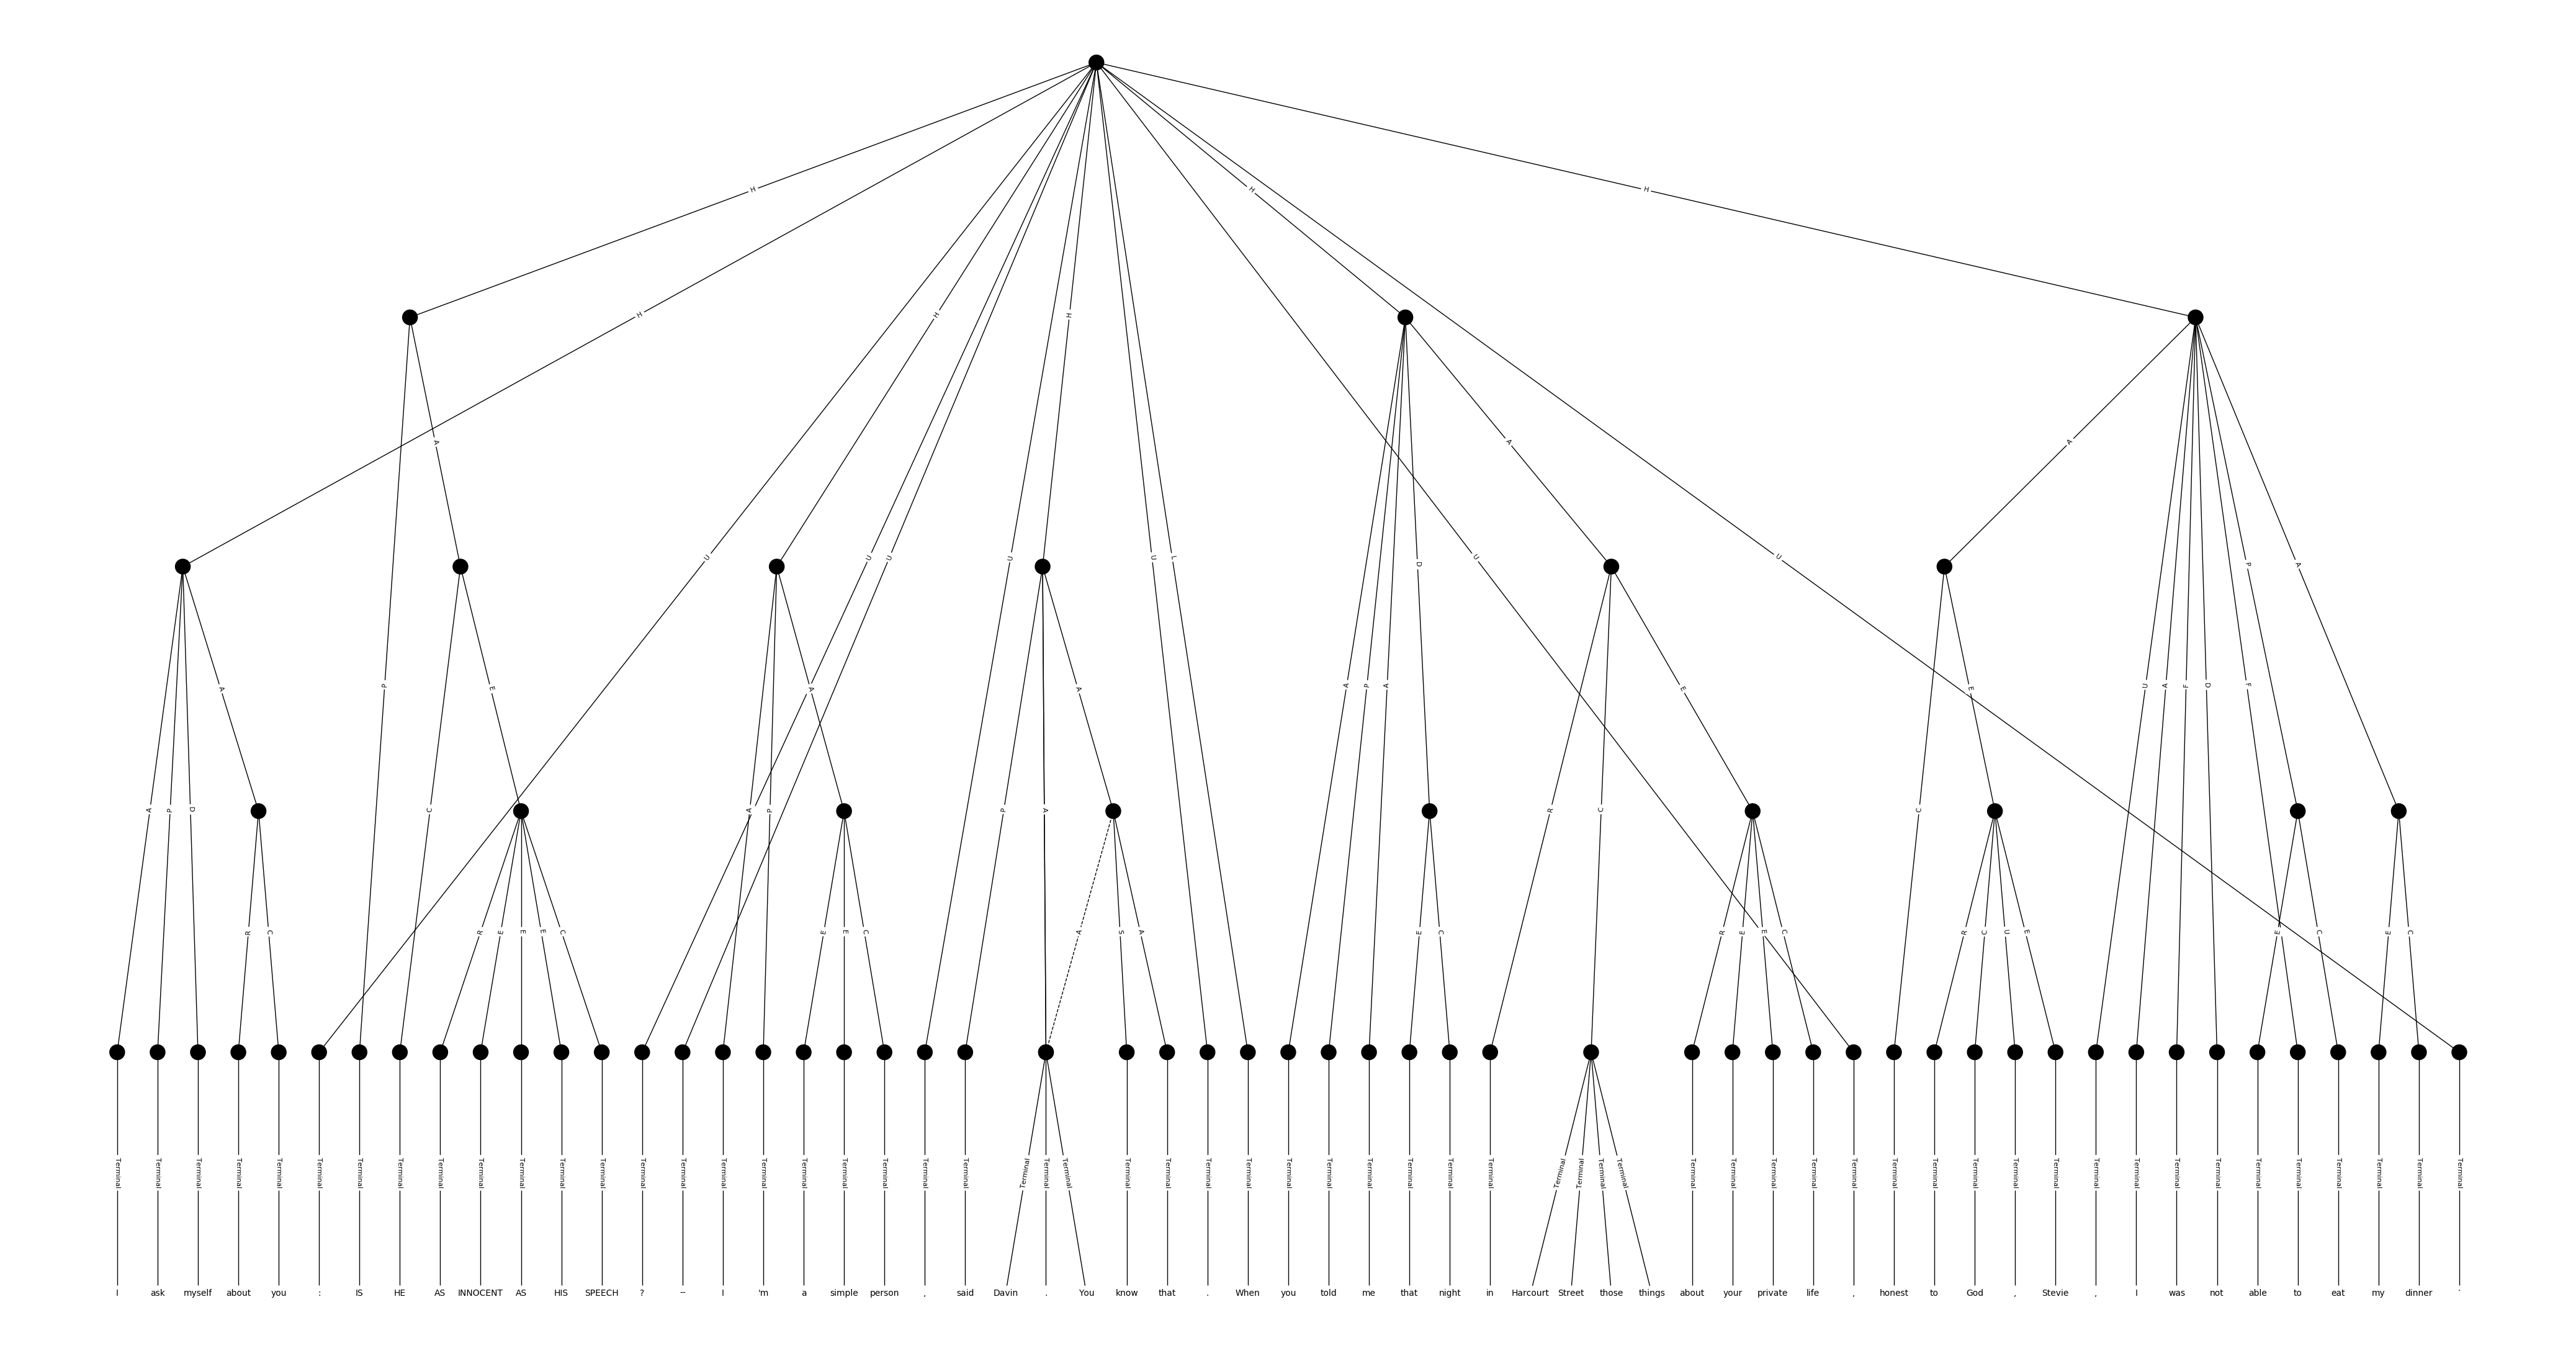 H H U H U U U H U L H U U H
H
A
A A
U P U H U U U U L D U U P A
P A E A A A P A D E E U A F D F
A P D C A P P A R C C
R C R E E E C E E C A S A E C R E E C R C U E E C E C
Terminal Terminal Terminal Terminal Terminal Terminal Terminal Terminal Terminal Terminal Terminal Terminal Terminal Terminal Terminal Terminal Terminal Terminal Terminal Terminal Terminal Terminal Terminal Terminal Terminal Terminal Terminal Terminal Terminal Terminal Terminal Terminal Terminal Terminal Terminal Terminal Terminal Terminal Terminal Terminal Terminal Terminal Terminal Terminal Terminal Terminal Terminal Terminal Terminal Terminal Terminal Terminal Terminal Terminal Terminal Terminal Terminal Terminal Terminal
I ask myself about you : IS HE AS INNOCENT AS HIS SPEECH ? -- I 'm a simple person , said Davin . You know that . When you told me that night in Harcourt Street those things about your private life , honest to God , Stevie , I was not able to eat my dinner .